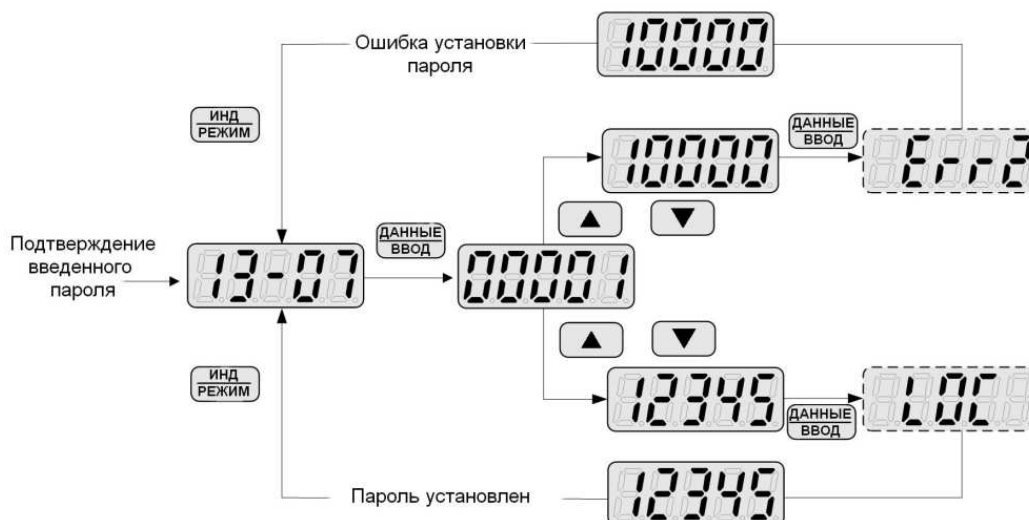 Ошибка установки
пароля
10000
ИНД
РЕЖИМ
10000
ДАННЫЕ
ВВОД
Err2
▲ ▼
Подтверждение
введенного
пароля
13-07
ДАННЫЕ
ВВОД
00001
▲ ▼
ИНД
РЕЖИМ
12345
ДАННЫЕ
ВВОД
LOC
Пароль установлен
12345